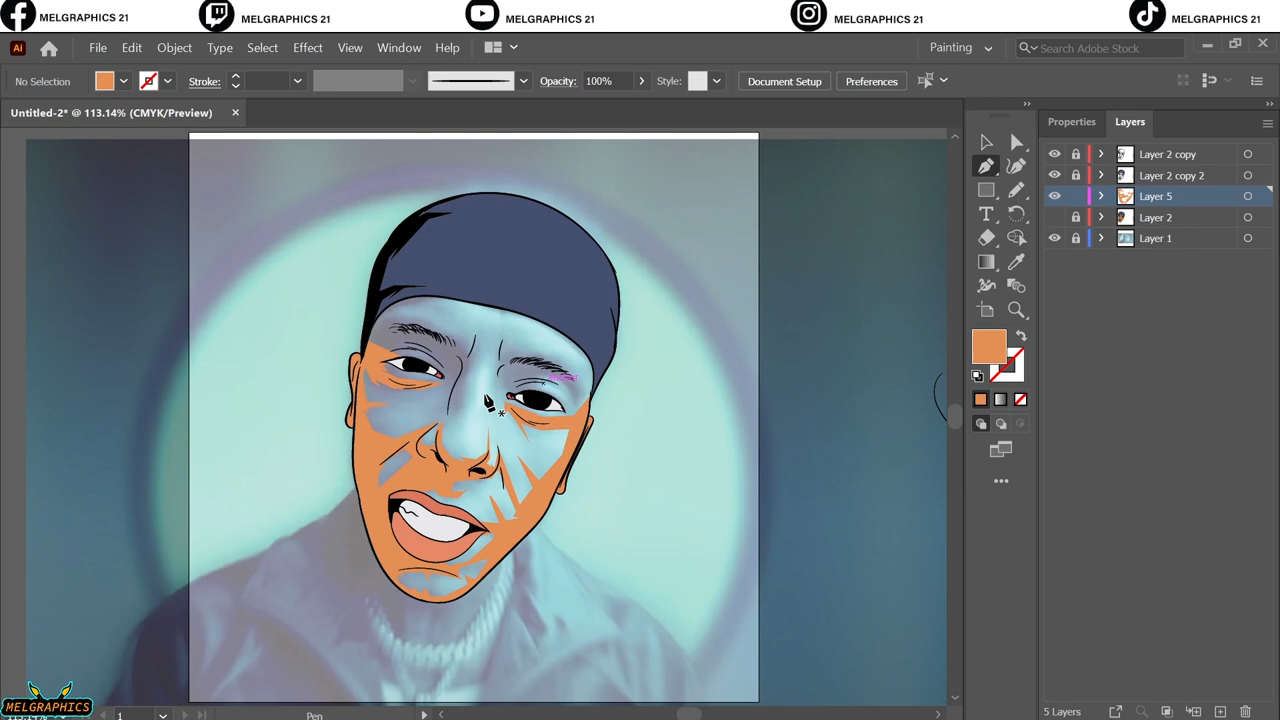 MELGRAPHICS 21
MELGRAPHICS 21
MELGRAPHICS 21
MELGRAPHICS 21
MELGRAPHICS 21
Ai
File Edit Object Type Select Effect View Window Help
Painting
Search Adobe Stock
No Selection
Stroke:
Opacity: 100%
Style:
Document Setup
Preferences
Untitled-2* @ 113.14% (CMYK/Preview)
Properties
Layers
Layer 2 copy
Layer 2 copy 2
Layer 5
Layer 2
Layer 1
MELGRAPHICS
1
Pen
5 Layers